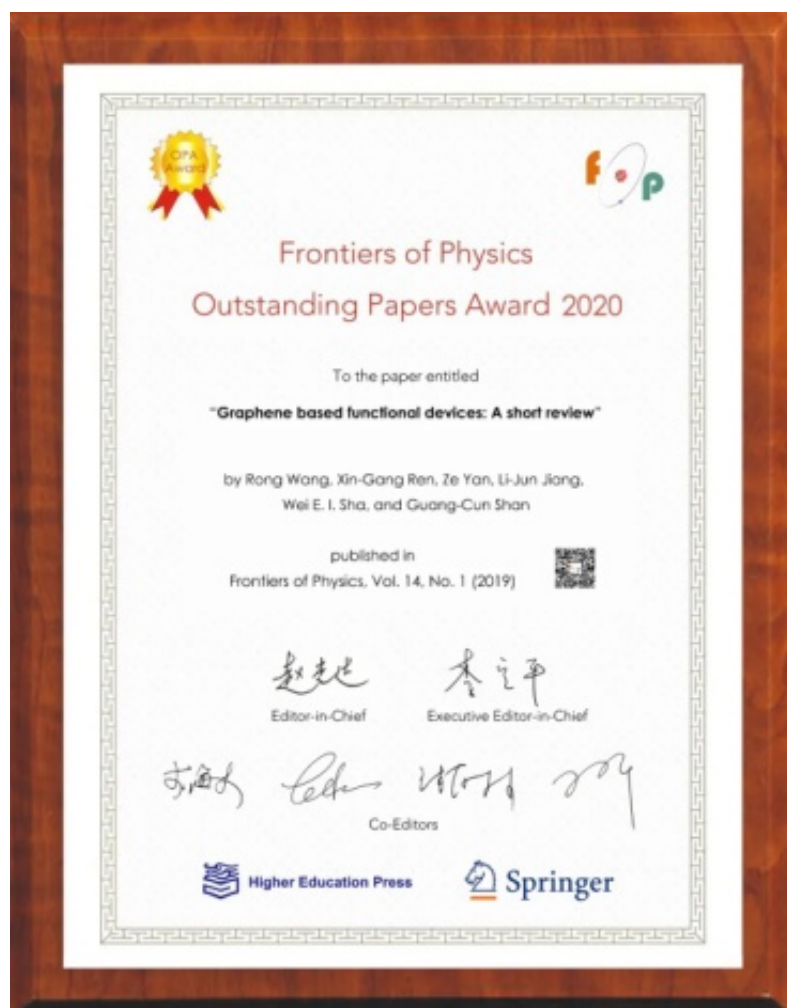 OPA
Award
FOP
Frontiers of Physics
Outstanding Papers Award 2020
To the paper entitled
"Graphene based functional devices: A short review"
by Rong Wang, Xin-Gang Ren, Ze Yan, Li-Jun Jiang,
Wei E. I. Sha, and Guang-Cun Shan
published in
Frontiers of Physics, Vol. 14, No. 1 (2019)
Editor-in-Chief
Executive Editor-in-Chief
Co-Editors
Higher Education Press
Springer